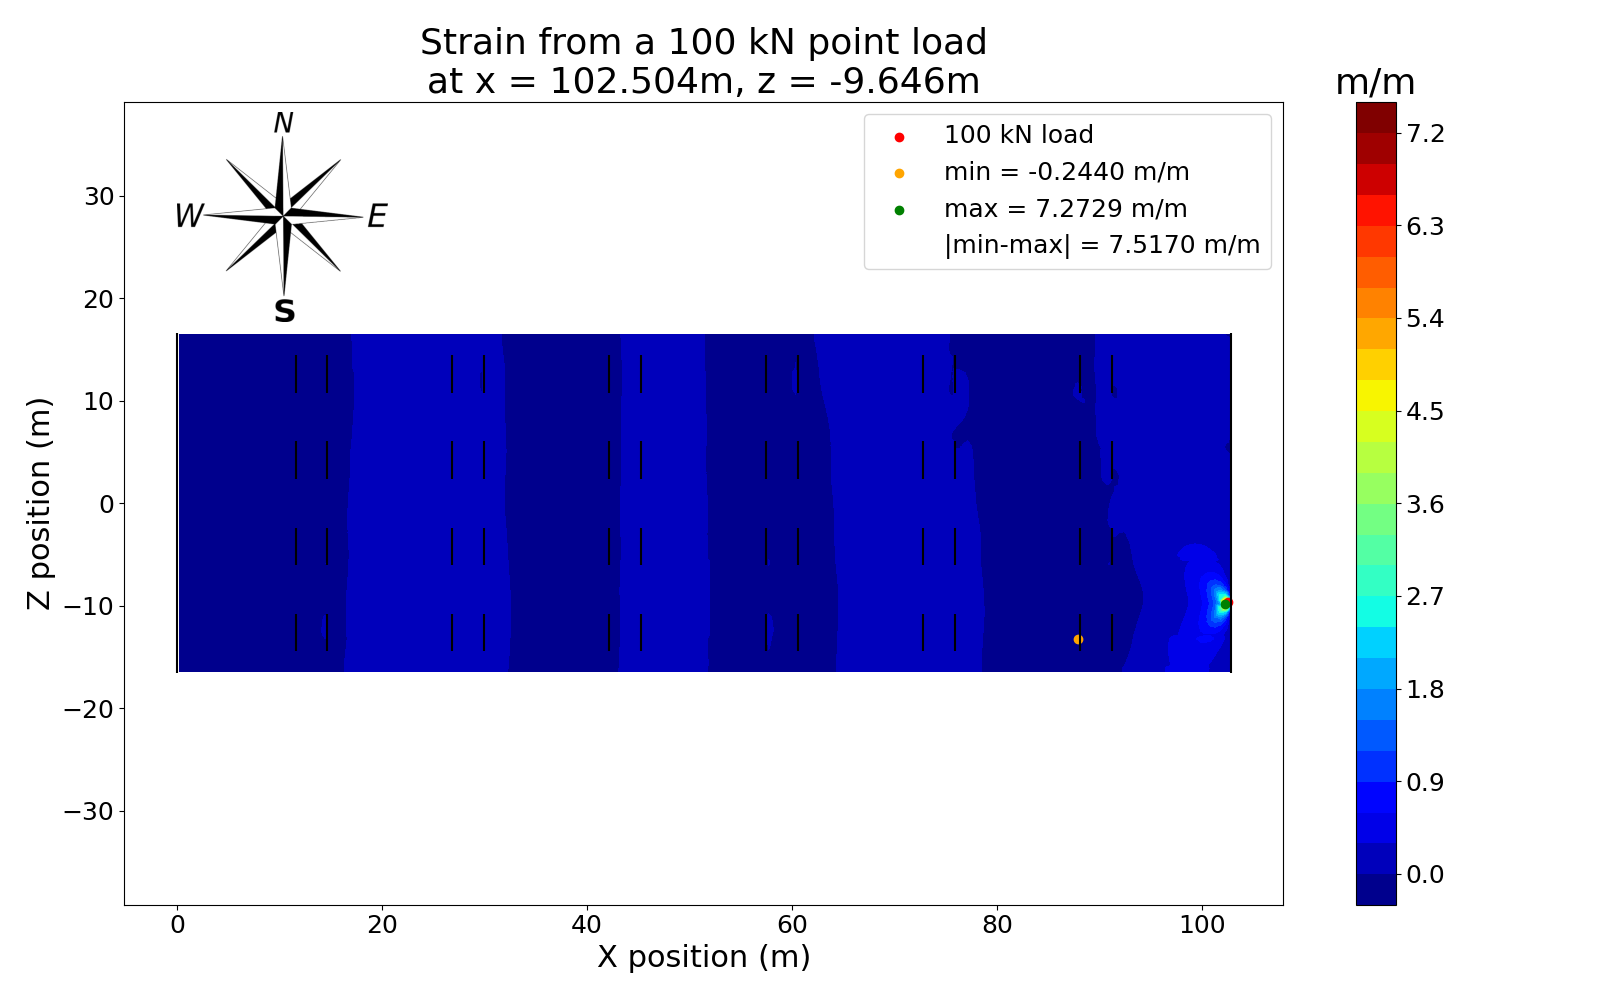 Strain from a 100 kN point load
at x = 102.504m, z = -9.646m
m/m
N
W
E
S
100 kN load
min = -0.2440 m/m
max = 7.2729 m/m
|min-max| = 7.5170 m/m
Z position (m)
30
20
10
0
−10
−20
−30
0
20
40
60
80
100
X position (m)
7.2
6.3
5.4
4.5
3.6
2.7
1.8
0.9
0.0